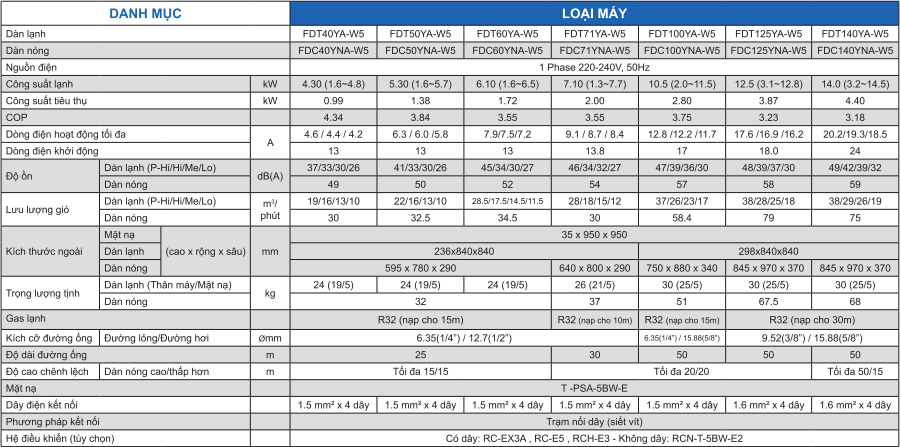 DANH MỤC LOẠI MÁY
Dàn lạnh FDT40YA-W5 FDT50YA-W5 FDT60YA-W5 FDT71YA-W5 FDT100YA-W5 FDT125YA-W5 FDT140YA-W5
Dàn nóng FDC40YNA-W5 FDC50YNA-W5 FDC60YNA-W5 FDC71YNA-W5 FDC100YNA-W5 FDC125YNA-W5 FDC140YNA-W5
Nguồn điện 1 Phase 220-240V, 50Hz
Công suất lạnh kW 4.30 (1.6~4.8) 5.30 (1.6~5.7) 6.10 (1.6~6.5) 7.10 (1.3~7.7) 10.5 (2.0~11.5) 12.5 (3.1~12.8) 14.0 (3.2~14.5)
Công suất tiêu thụ kW 0.99 1.38 1.72 2.00 2.80 3.87 4.40
COP 4.34 3.84 3.55 3.55 3.75 3.23 3.18
Dòng điện hoạt động tối đa A 4.6 / 4.4 / 4.2 6.3 / 6.0 /5.8 7.9/7.5/ 7.2 9.1 / 8.7 / 8.4 12.8 / 12.2 / 11.7 17.6 / 16.9 / 16.2 20.2/19.3/18.5
Dòng điện khởi động 13 13 13 13.8 17 18.0 24
Độ ồn Dàn lạnh (P-Hi/Hi/Me/Lo) dB(A) 37/33/30/26 41/33/30/26 45/34/30/27 46/34/32/27 47/39/36/30 48/39/37/30 49/42/39/32
Dàn nóng 49 50 52 54 57 58 59
Lưu lượng gió Dàn lạnh (P-Hi/Hi/Me/Lo) m³/phút 19/16/13/10 22/16/13/10 28.5/17.5/14.5/11.5 28/18/15/12 37/26/23/17 38/28/25/18 38/29/26/19
Dàn nóng 30 32.5 34.5 30 58.4 79 75
Kích thước ngoài Mặt nạ (cao x rộng x sâu) mm 35 x 950 x 950
Dàn lạnh 236x840x840 298x840x840
Dàn nóng 595 x 780 x 290 640 x 800 x 290 750 x 880 x 340 845 x 970 x 370 845 x 970 x 370
Trọng lượng tịnh Dàn lạnh (Thân máy/Mặt nạ) kg 24 (19/5) 24 (19/5) 24 (19/5) 26 (21/5) 30 (25/5) 30 (25/5) 30 (25/5)
Dàn nóng 32 37 51 67.5 68
Gas lạnh R32 (nạp cho 15m) R32 (nạp cho 10m) R32 (nạp cho 15m) R32 (nạp cho 30m)
Kích cỡ đường ống Đường lỏng/Đường hơi ømm 6.35(1/4") / 12.7(1/2") 6.35(1/4") / 15.88(5/8") 9.52(3/8") / 15.88(5/8")
Độ dài đường ống m 25 30 50 50 50
Độ cao chênh lệch Dàn nóng cao/thấp hơn m Tối đa 15/15 Tối đa 20/20 Tối đa 50/15
Mặt nạ T -PSA-5BW-E
Dây điện kết nối 1.5 mm² x 4 dây 1.5 mm² x 4 dây 1.5 mm² x 4 dây 1.5 mm² x 4 dây 1.5 mm² x 4 dây 1.6 mm² x 4 dây 1.6 mm² x 4 dây
Phương pháp kết nối Trạm nối dây (siết vít)
Hệ điều khiển (tùy chọn) Có dây: RC-EX3A , RC-E5 , RCH-E3 - Không dây: RCN-T-5BW-E2